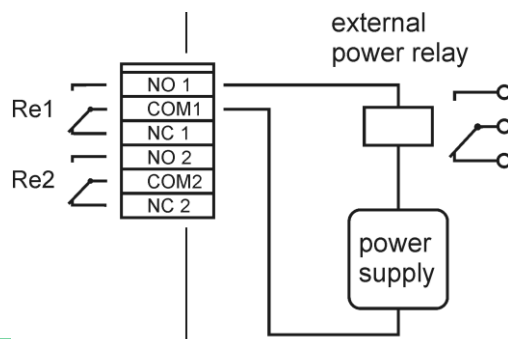 external
power relay
Re1
NO 1
COM1
NC 1
Re2
NO 2
COM2
NC 2
power
supply